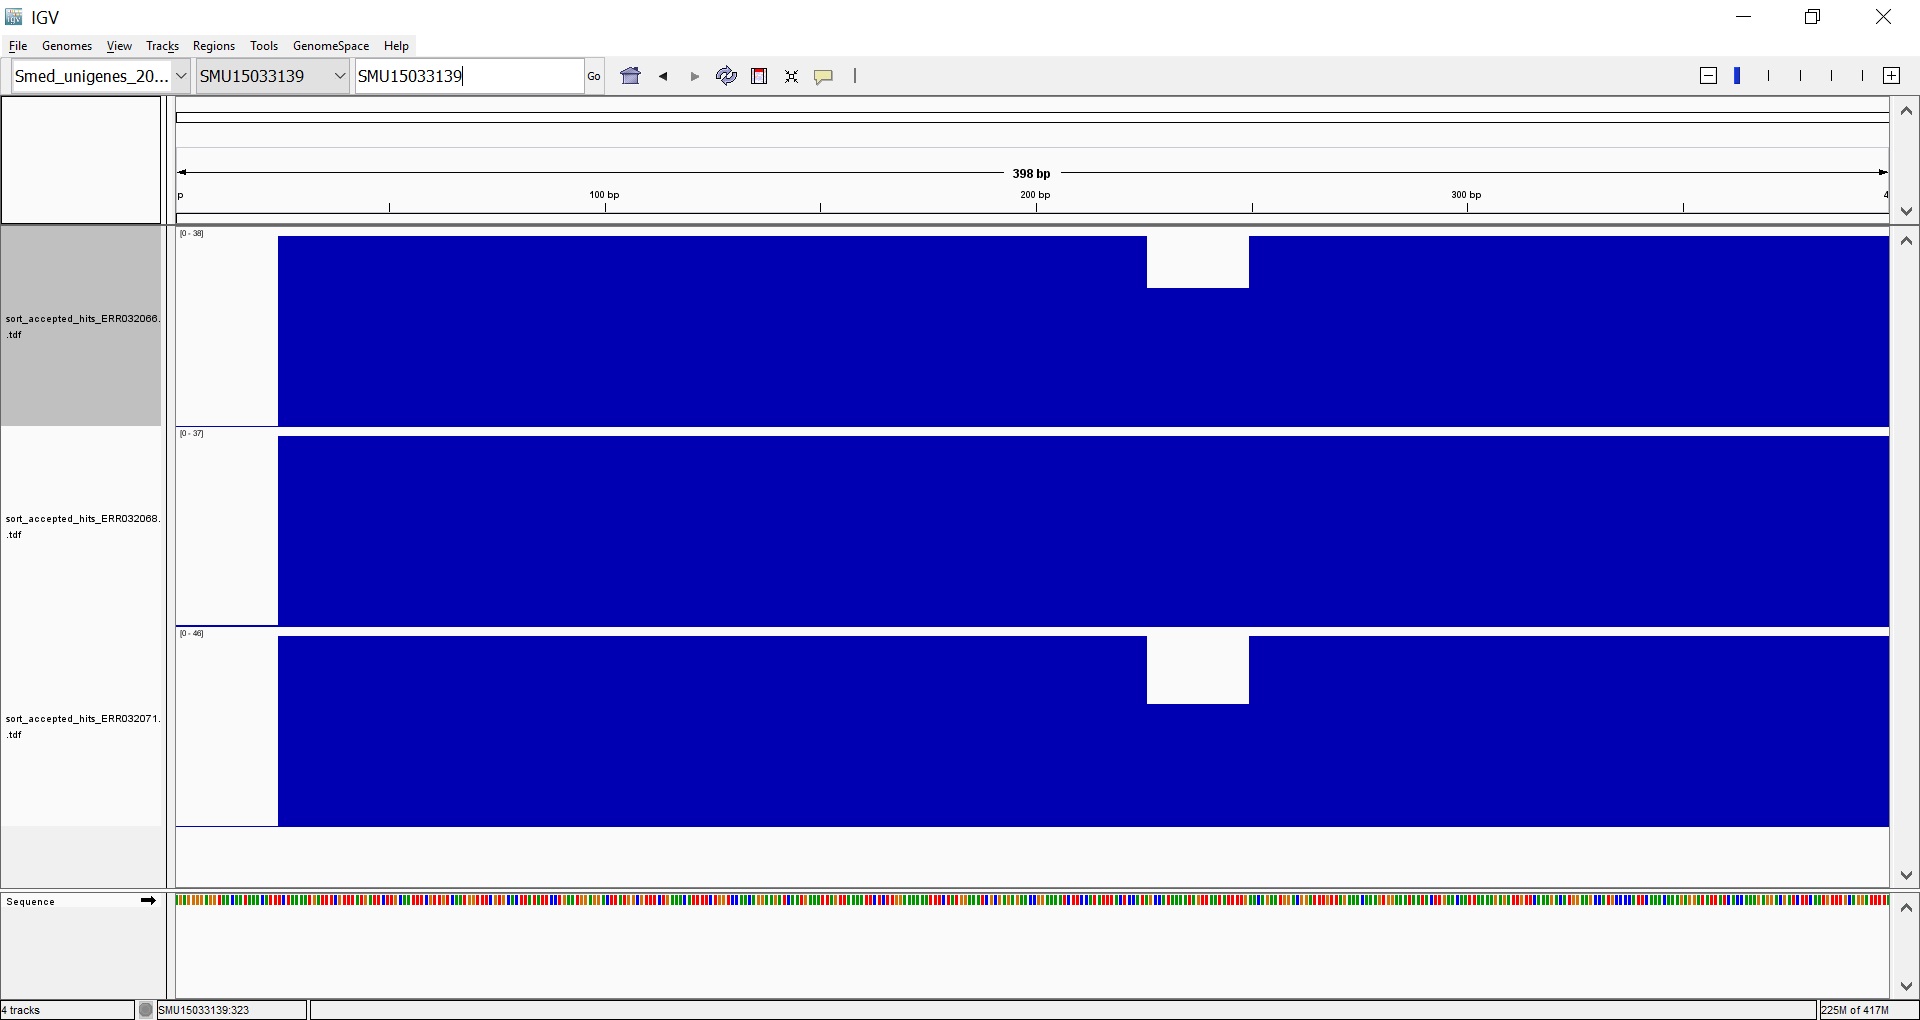 IGV
File Genomes View Tracks Regions Tools GenomeSpace Help
Smed_unigenes_20... SMU15033139 SMU15033139 Go
398 bp
p 100 bp 200 bp 300 bp 4
[0 - 38]
sort_accepted_hits_ERR032066.
.tdf
[0 - 37]
sort_accepted_hits_ERR032068.
.tdf
[0 - 46]
sort_accepted_hits_ERR032071.
.tdf
Sequence
4 tracks SMU15033139:323 225M of 417M